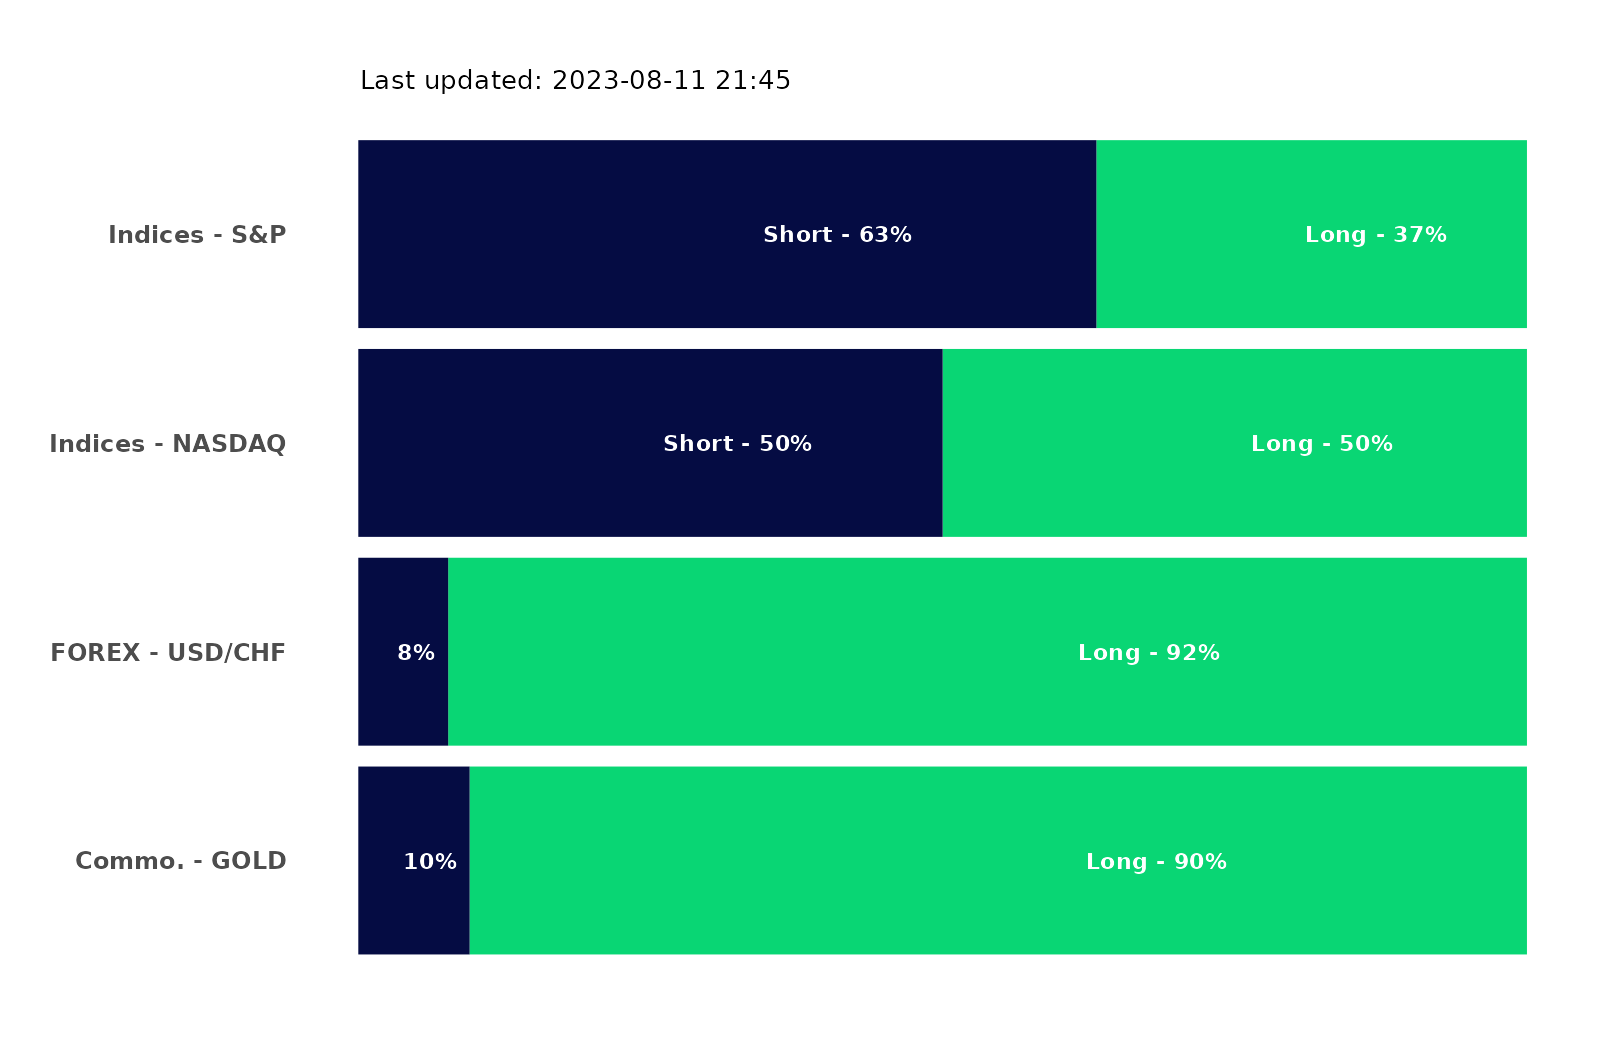 Last updated: 2023-08-11 21:45
Indices - S&P
Short - 63%
Long - 37%
Indices - NASDAQ
Short - 50%
Long - 50%
FOREX - USD/CHF
8%
Long - 92%
Commo. - GOLD
10%
Long - 90%